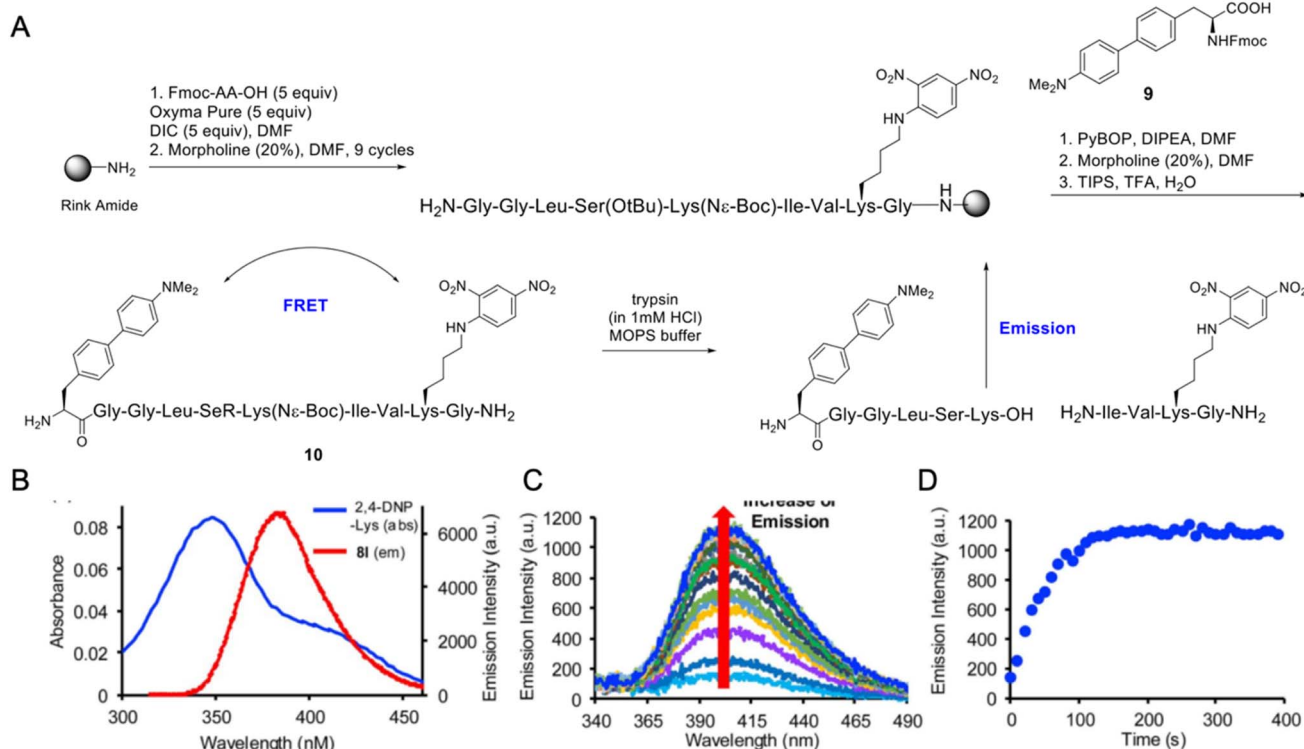 A
1. Fmoc-AA-OH (5 equiv)
Oxyma Pure (5 equiv)
DIC (5 equiv), DMF
2. Morpholine (20%), DMF, 9 cycles
NH2
Rink Amide
O2N
NO2
HN
H2N-Gly-Gly-Leu-Ser(OtBu)-Lys(Nε-Boc)-Ile-Val-Lys-Gly
H
N
COOH
NHFmoc
Me2N
9
1. PyBOP, DIPEA, DMF
2. Morpholine (20%), DMF
3. TIPS, TFA, H2O
NMe2
FRET
O2N
NO2
HN
H2N
O
Gly-Gly-Leu-SeR-Lys(Nε-Boc)-Ile-Val-Lys-Gly-NH2
10
trypsin
(in 1mM HCl)
MOPS buffer
NMe2
H2N
O
Gly-Gly-Leu-Ser-Lys-OH
Emission
O2N
NO2
HN
H2N-Ile-Val-Lys-Gly-NH2
B
2,4-DNP
-Lys (abs)
8l (em)
Absorbance
0.08
0.06
0.04
0.02
0
300
350
400
450
Wavelength (nM)
6000
4000
2000
0
Emission Intensity (a.u.)
C
Increase of
Emission
Emission Intensity (a.u.)
1200
1000
800
600
400
200
0
340
365
390
415
440
465
490
Wavelength (nm)
D
Emission Intensity (a.u.)
1200
1000
800
600
400
200
0
0
100
200
300
400
Time (s)